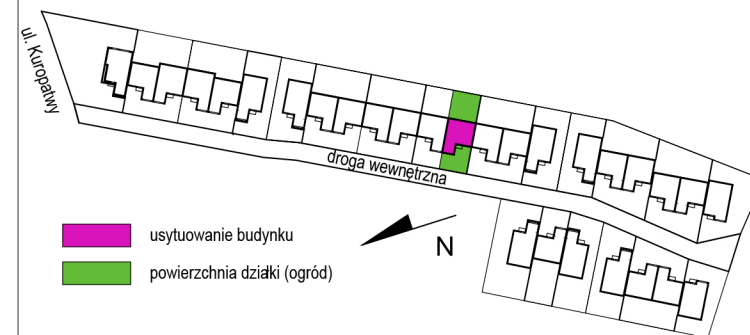 ul. Kuropatwy
droga wewnętrzna
usytuowanie budynku
N
powierzchnia działki (ogród)